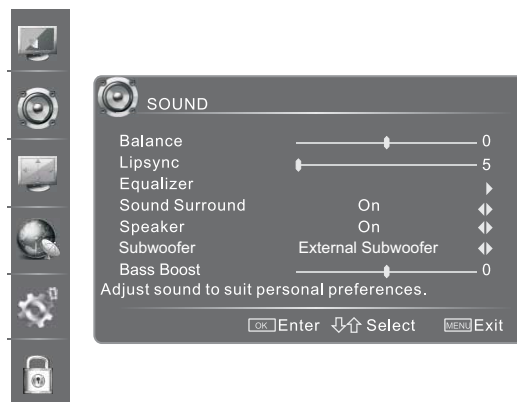 SOUND
Balance 0
Lipsync 5
Equalizer
Sound Surround On
Speaker On
Subwoofer External Subwoofer
Bass Boost 0
Adjust sound to suit personal preferences.
OK Enter Select MENU Exit